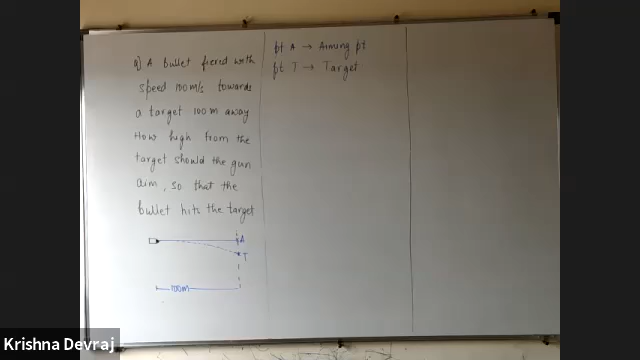 Q) A bullet fired with
speed 100m/s towards
a target 100m away
How high from the
target should the gun
aim, so that the
bullet hits the target
pt A → Aiming pt
pt T → Target
A
T
100m
Krishna Devraj